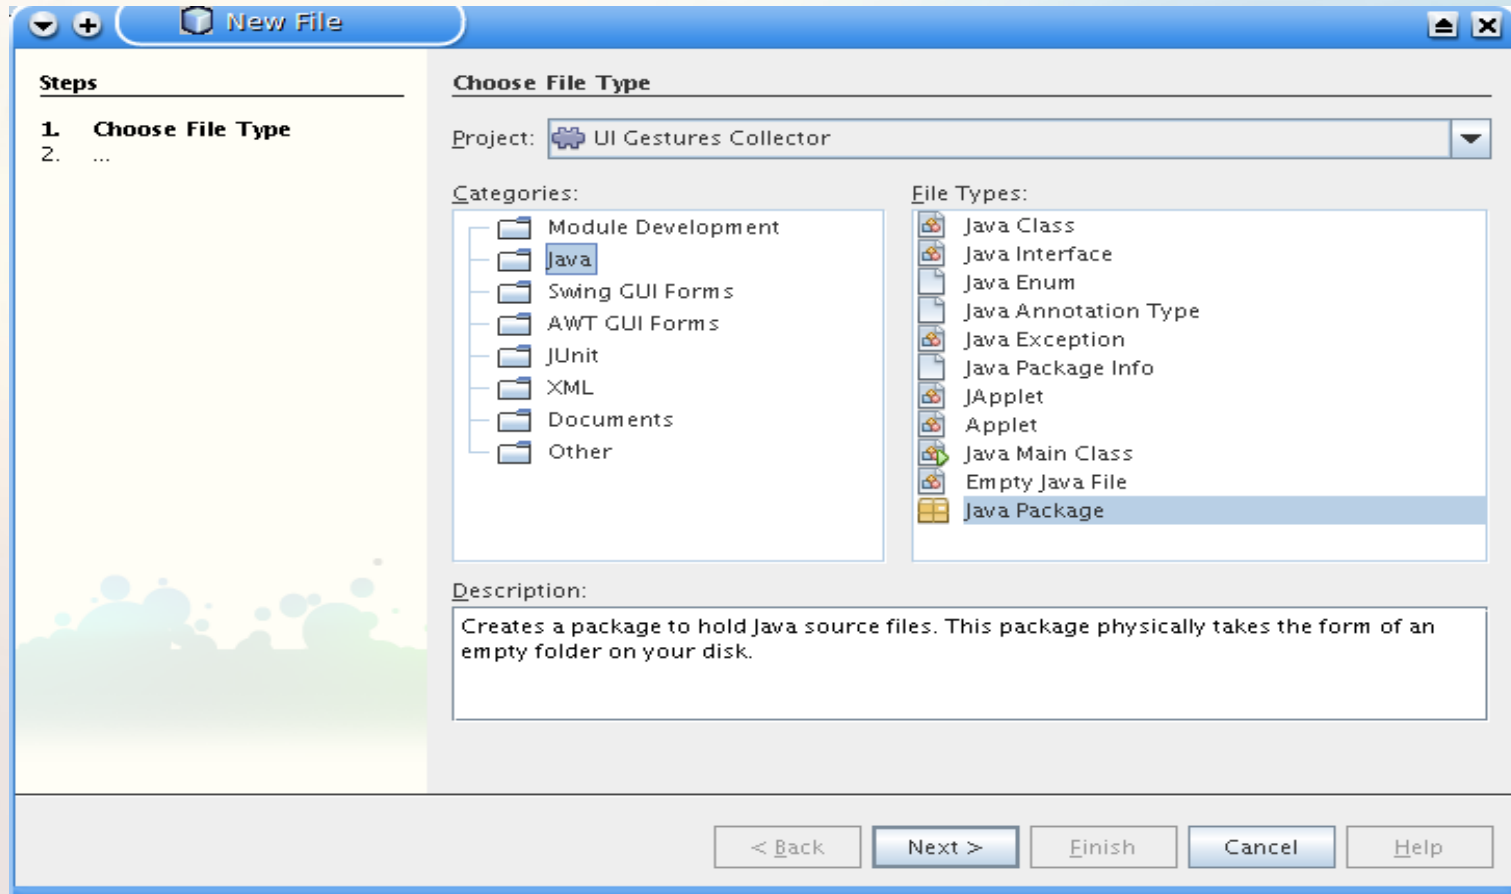 New File
Steps
1. Choose File Type
2. ...
Choose File Type
Project: UI Gestures Collector
Categories:
Module Development
Java
Swing GUI Forms
AWT GUI Forms
JUnit
XML
Documents
Other
File Types:
Java Class
Java Interface
Java Enum
Java Annotation Type
Java Exception
Java Package Info
JApplet
Applet
Java Main Class
Empty Java File
Java Package
Description:
Creates a package to hold Java source files. This package physically takes the form of an
empty folder on your disk.
< Back Next > Finish Cancel Help